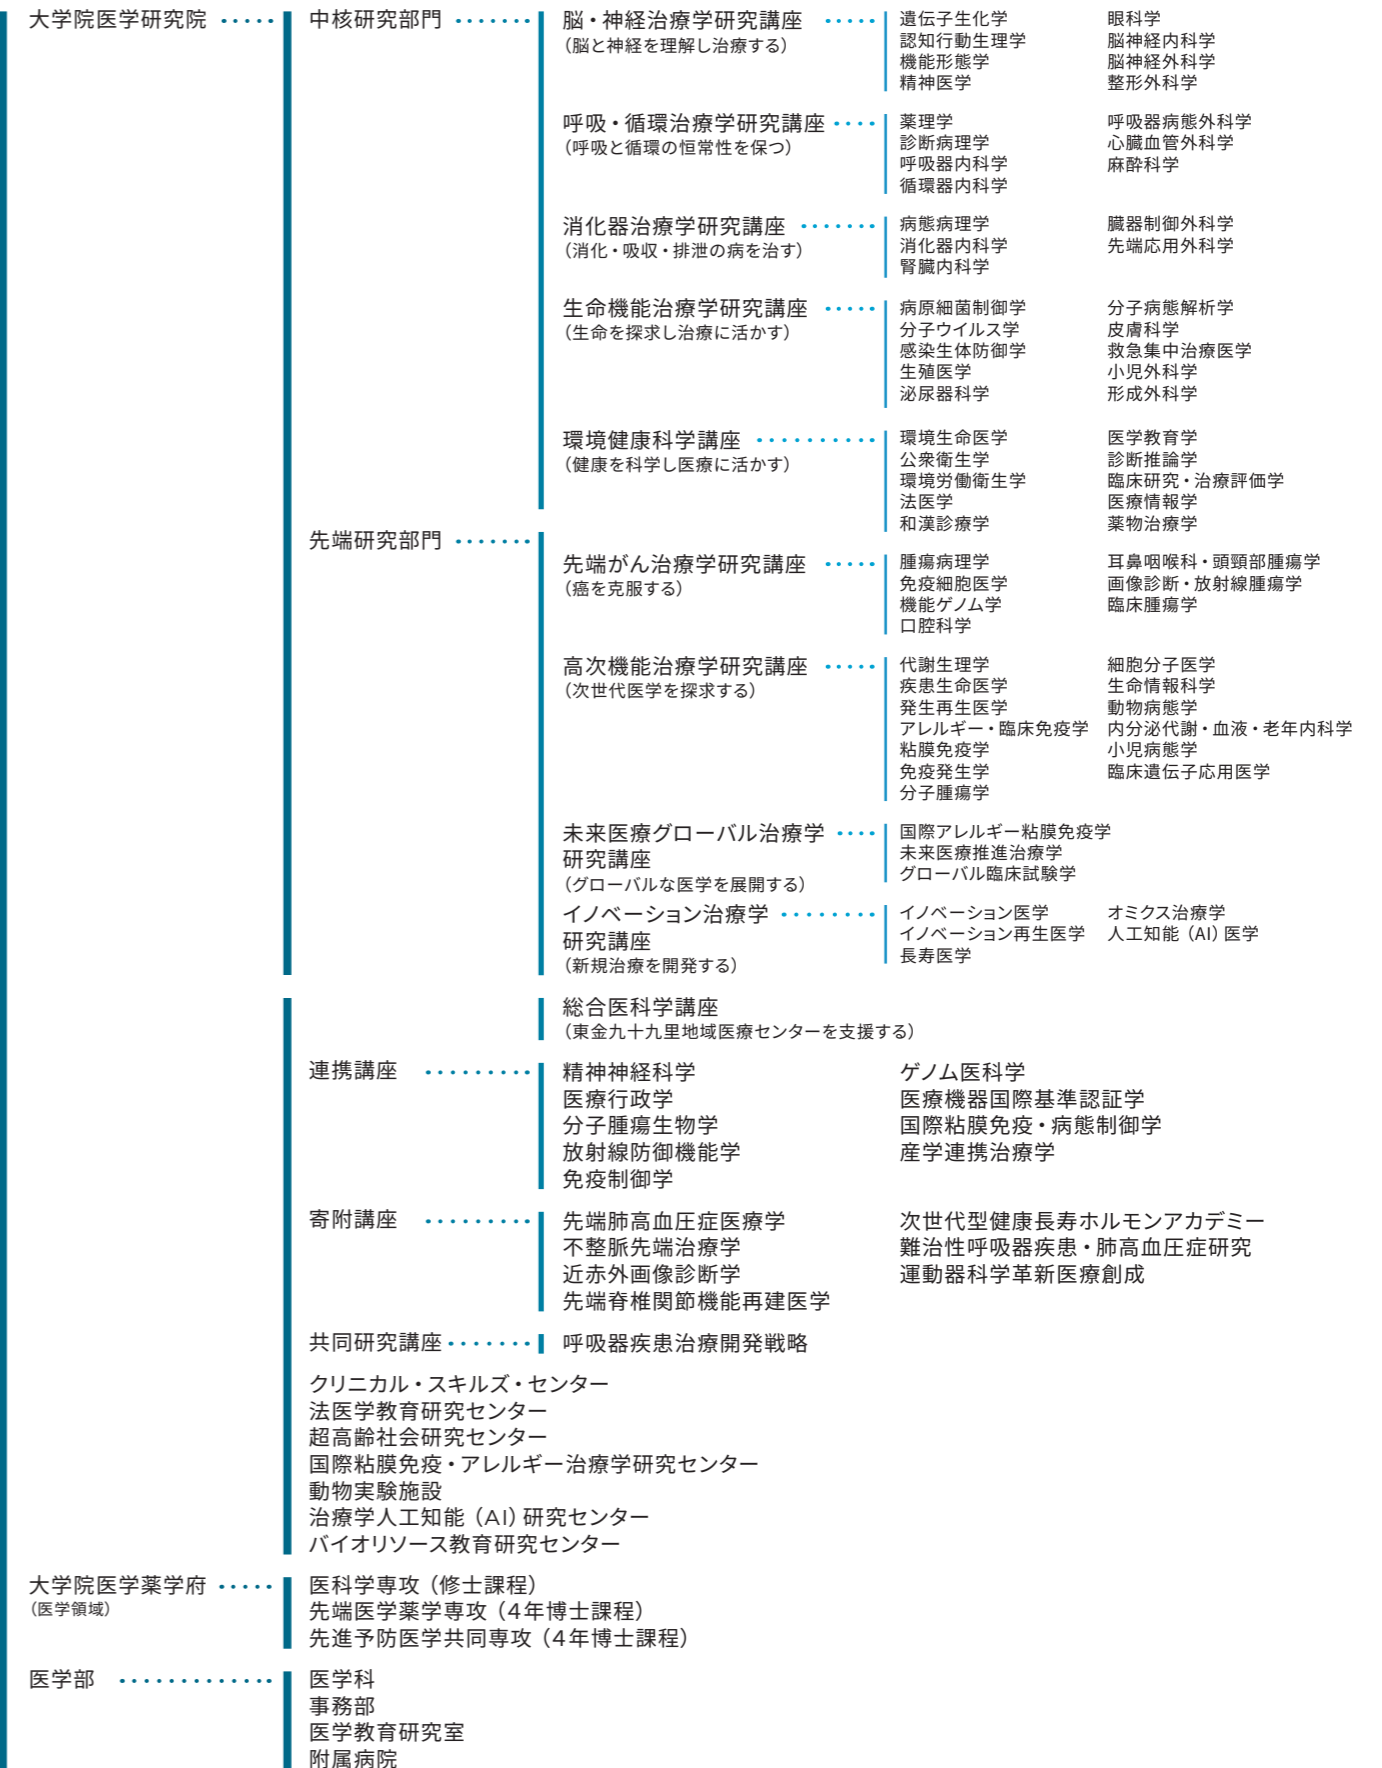 大学院医学研究院
中核研究部門
脳・神経治療学研究講座
（脳と神経を理解し治療する）
遺伝子生化学
認知行動生理学
機能形態学
精神医学
眼科学
脳神経内科学
脳神経外科学
整形外科学
呼吸・循環治療学研究講座
（呼吸と循環の恒常性を保つ）
薬理学
診断病理学
呼吸器内科学
循環器内科学
呼吸器病態外科学
心臓血管外科学
麻酔科学
消化器治療学研究講座
（消化・吸収・排泄の病を治す）
病態病理学
消化器内科学
腎臓内科学
臓器制御外科学
先端応用外科学
生命機能治療学研究講座
（生命を探求し治療に活かす）
病原細菌制御学
分子ウイルス学
感染生体防御学
生殖医学
泌尿器科学
分子病態解析学
皮膚科学
救急集中治療医学
小児外科学
形成外科学
環境健康科学講座
（健康を科学し医療に活かす）
環境生命医学
公衆衛生学
環境労働衛生学
法医学
和漢診療学
医学教育学
診断推論学
臨床研究・治療評価学
医療情報学
薬物治療学
先端研究部門
先端がん治療学研究講座
（癌を克服する）
腫瘍病理学
免疫細胞医学
機能ゲノム学
口腔科学
耳鼻咽喉科・頭頸部腫瘍学
画像診断・放射線腫瘍学
臨床腫瘍学
高次機能治療学研究講座
（次世代医学を探求する）
代謝生理学
疾患生命医学
発生再生医学
アレルギー・臨床免疫学
粘膜免疫学
免疫発生学
分子腫瘍学
細胞分子医学
生命情報科学
動物病態学
内分泌代謝・血液・老年内科学
小児病態学
臨床遺伝子応用医学
未来医療グローバル治療学
研究講座
（グローバルな医学を展開する）
国際アレルギー粘膜免疫学
未来医療推進治療学
グローバル臨床試験学
イノベーション治療学
研究講座
（新規治療を開発する）
イノベーション医学
イノベーション再生医学
長寿医学
オミクス治療学
人工知能（AI）医学
総合医科学講座
（東金九十九里地域医療センターを支援する）
連携講座
精神神経科学
医療行政学
分子腫瘍生物学
放射線防御機能学
免疫制御学
ゲノム医科学
医療機器国際基準認証学
国際粘膜免疫・病態制御学
産学連携治療学
寄附講座
先端肺高血圧症医療学
不整脈先端治療学
近赤外画像診断学
先端脊椎関節機能再建医学
次世代型健康長寿ホルモンアカデミー
難治性呼吸器疾患・肺高血圧症研究
運動器科学革新医療創成
共同研究講座
呼吸器疾患治療開発戦略
クリニカル・スキルズ・センター
法医学教育研究センター
超高齢社会研究センター
国際粘膜免疫・アレルギー治療学研究センター
動物実験施設
治療学人工知能（AI）研究センター
バイオリソース教育研究センター
大学院医学薬学府
（医学領域）
医科学専攻（修士課程）
先端医学薬学専攻（4年博士課程）
先進予防医学共同専攻（4年博士課程）
医学部
医学科
事務部
医学教育研究室
附属病院